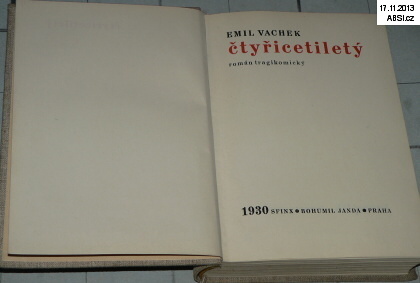 17.11.2013
ABSI.cz
EMIL VACHEK
čtyřicetiletý
román tragikomický
1930 SFINX ● BOHUMIL JANDA ● PRAHA